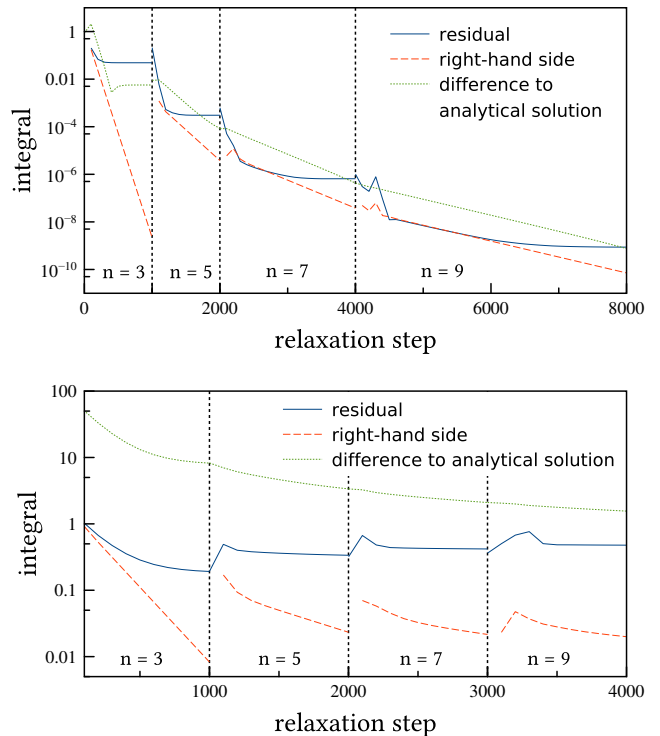 1
0.01
10⁻⁴
10⁻⁶
10⁻⁸
10⁻¹⁰
integral
residual
right-hand side
difference to
analytical solution
n = 3
n = 5
n = 7
n = 9
0
2000
4000
6000
8000
relaxation step
100
10
1
0.1
0.01
integral
residual
right-hand side
difference to analytical solution
n = 3
n = 5
n = 7
n = 9
1000
2000
3000
4000
relaxation step